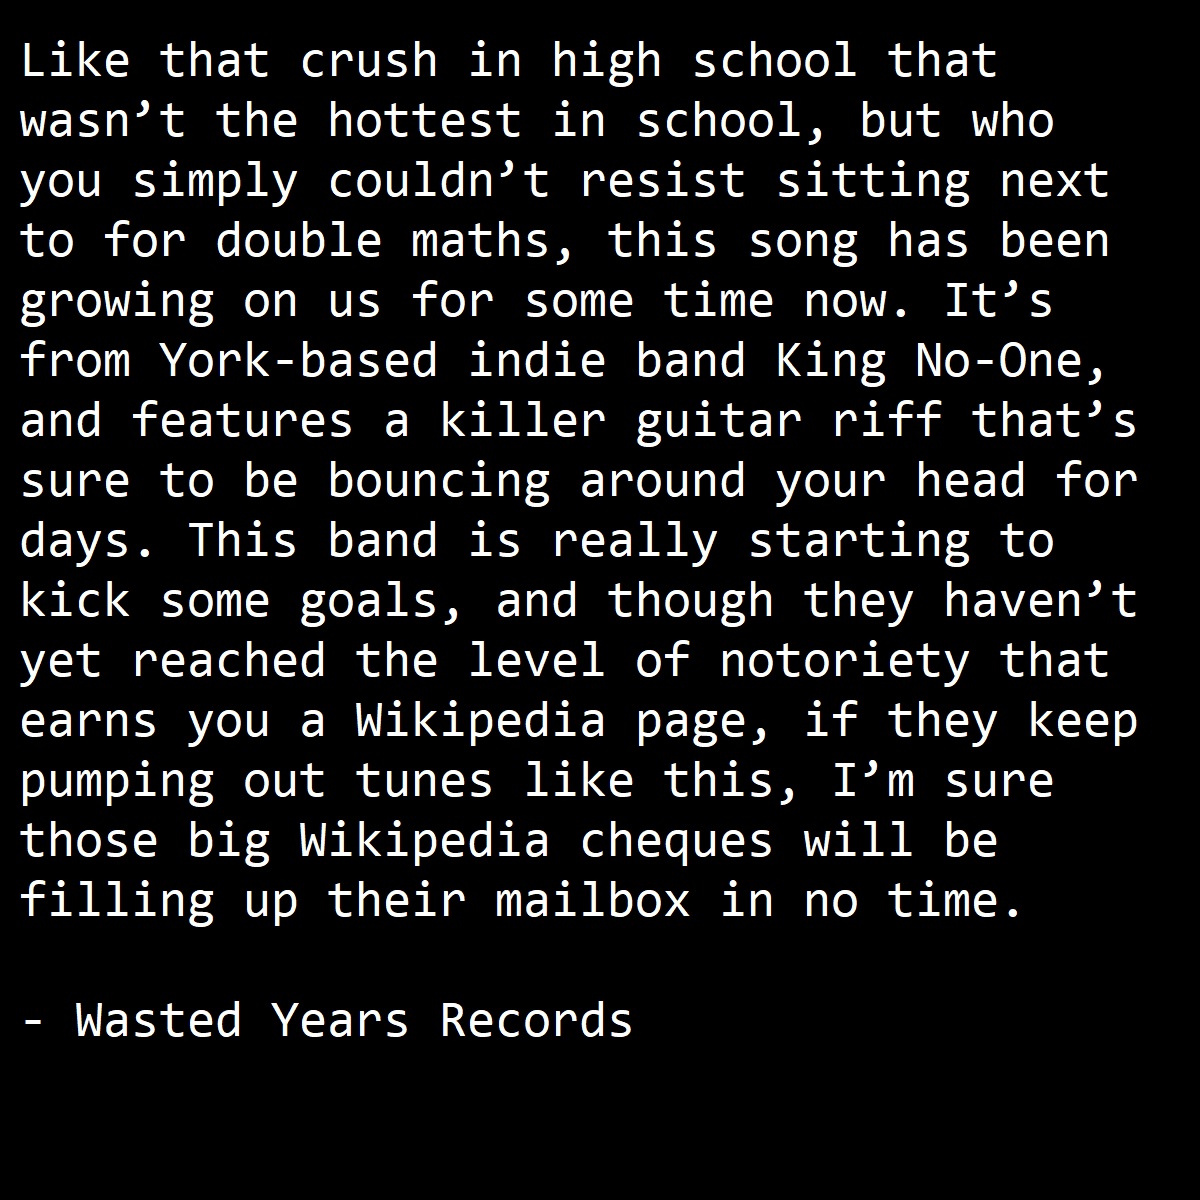 Like that crush in high school that
wasn’t the hottest in school, but who
you simply couldn’t resist sitting next
to for double maths, this song has been
growing on us for some time now. It’s
from York-based indie band King No-One,
and features a killer guitar riff that’s
sure to be bouncing around your head for
days. This band is really starting to
kick some goals, and though they haven’t
yet reached the level of notoriety that
earns you a Wikipedia page, if they keep
pumping out tunes like this, I’m sure
those big Wikipedia cheques will be
filling up their mailbox in no time.

- Wasted Years Records